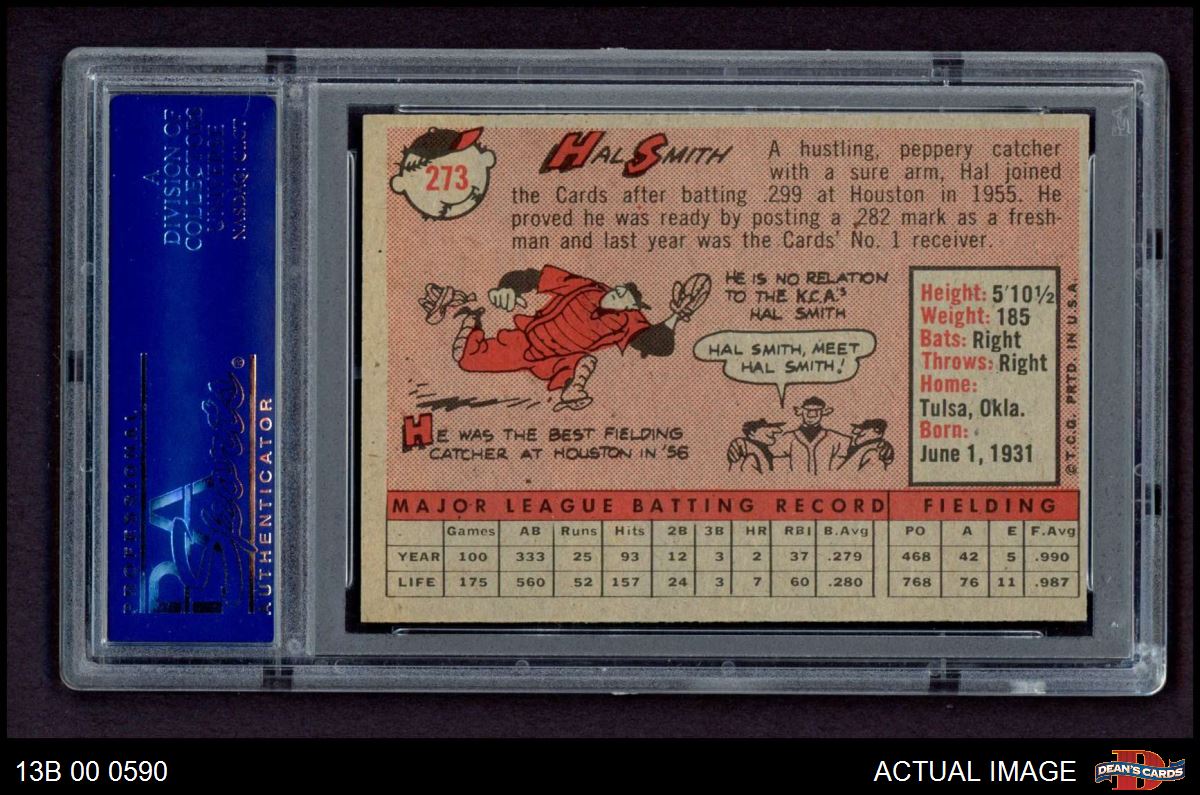 A
DIVISION OF
COLLECTORS
UNIVERSE
NASDAQ: CLCT
PROFESSIONAL
PSA
Sports
AUTHENTICATOR
®
273
HAL SMITH
A hustling, peppery catcher
with a sure arm, Hal joined
the Cards after batting .299 at Houston in 1955. He
proved he was ready by posting a .282 mark as a fresh-
man and last year was the Cards' No. 1 receiver.
HE IS NO RELATION
TO THE K.C.A.'S
HAL SMITH
HAL SMITH, MEET
HAL SMITH!
HE WAS THE BEST FIELDING
CATCHER AT HOUSTON IN '56
Height: 5'10½
Weight: 185
Bats: Right
Throws: Right
Home:
Tulsa, Okla.
Born:
June 1, 1931
©T.C.G. PRTD. IN U.S.A.
MAJOR LEAGUE BATTING RECORD FIELDING
Games AB Runs Hits 2B 3B HR RBI B.Avg PO A E F.Avg
YEAR 100 333 25 93 12 3 2 37 .279 468 42 5 .990
LIFE 175 560 52 157 24 3 7 60 .280 768 76 11 .987
13B 00 0590
ACTUAL IMAGE
D
DEAN'S CARDS